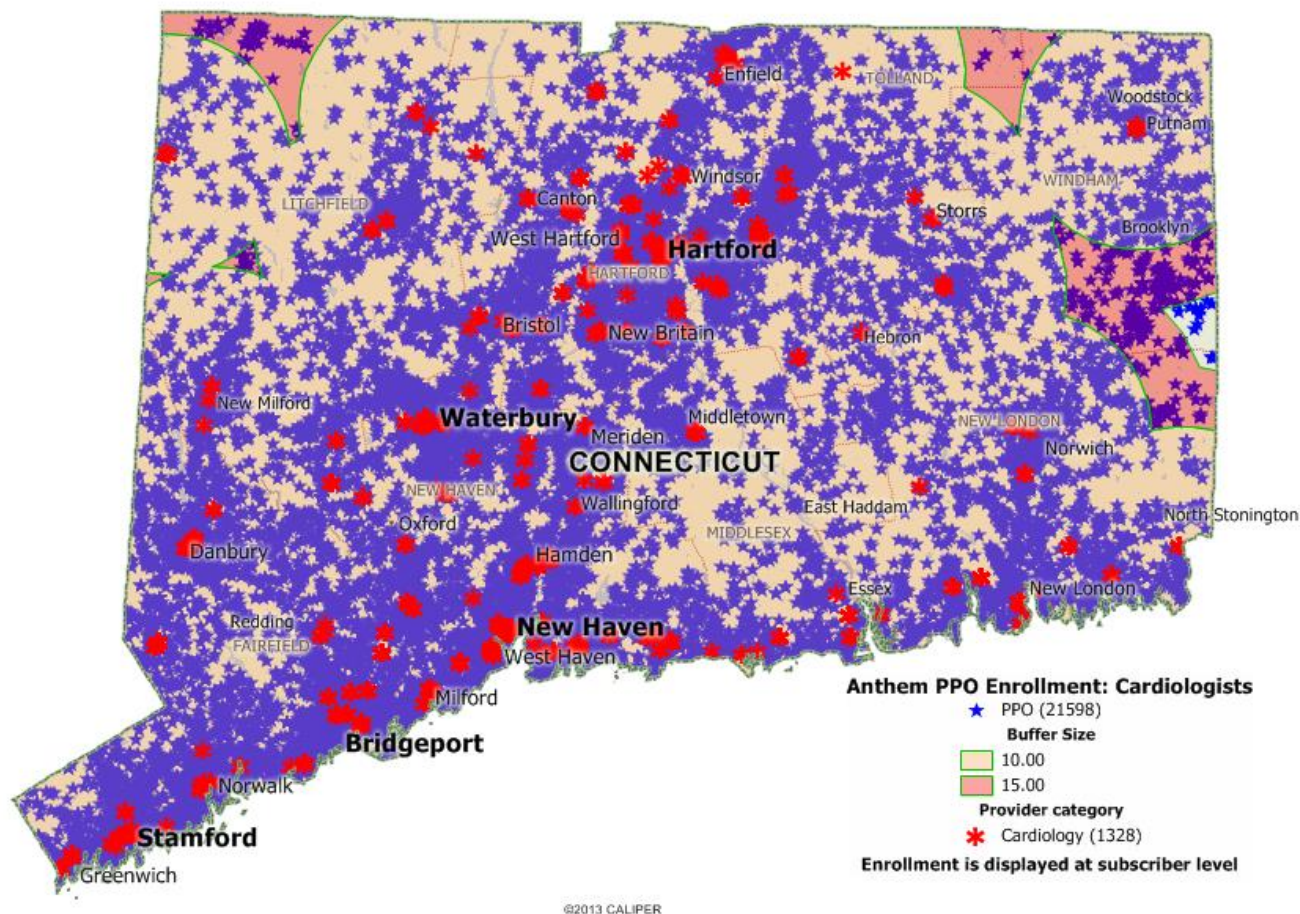 Enfield
TOLLAND
Woodstock
Putnam
Windsor
WINDHAM
Canton
LITCHFIELD
Storrs
West Hartford
Hartford
Brooklyn
HARTFORD
Bristol
New Britain
Hebron
New Milford
Waterbury
Middletown
NEW LONDON
Meriden
Norwich
CONNECTICUT
NEW HAVEN
Wallingford
East Haddam
North Stonington
Oxford
MIDDLESEX
Danbury
Hamden
Essex
New London
Redding
New Haven
FAIRFIELD
West Haven
Milford
Bridgeport
Norwalk
Stamford
Greenwich
Anthem PPO Enrollment: Cardiologists
PPO (21598)
Buffer Size
10.00
15.00
Provider category
Cardiology (1328)
Enrollment is displayed at subscriber level
©2013 CALIPER